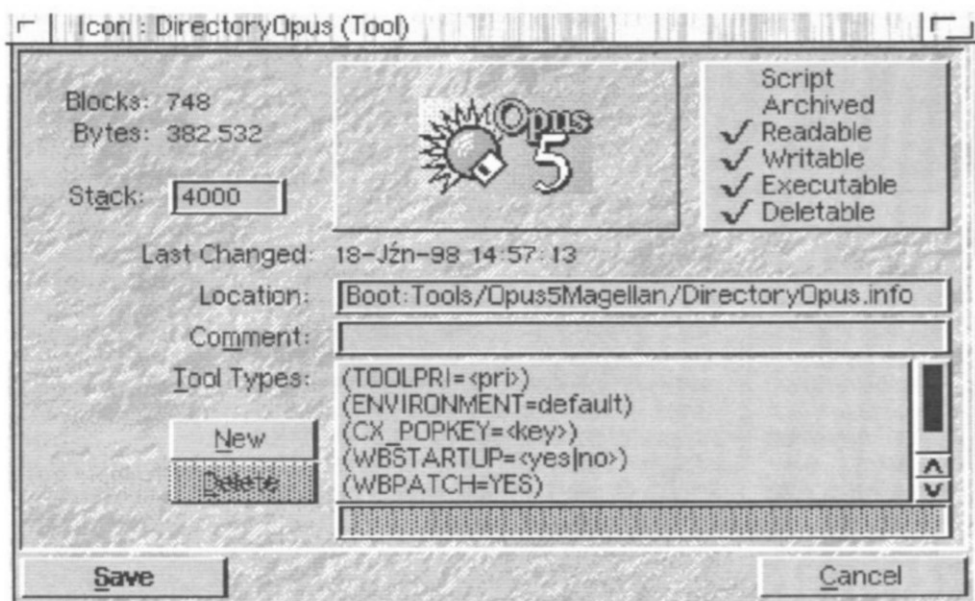 Icon : DirectoryOpus (Tool)
Blocks: 748
Bytes: 382.532
Stack: 4000
Opus
5
Script
Archived
Readable
Writable
Executable
Deletable
Last Changed: 18-Jźn-98 14:57:13
Location: Boot:Tools/Opus5Magellan/DirectoryOpus.info
Comment:
Tool Types: (TOOLPRI=<pri>)
(ENVIRONMENT=default)
(CX_POPKEY=<key>)
(WBSTARTUP=<yes|no>)
(WBPATCH=YES)
New
Delete
Save
Cancel